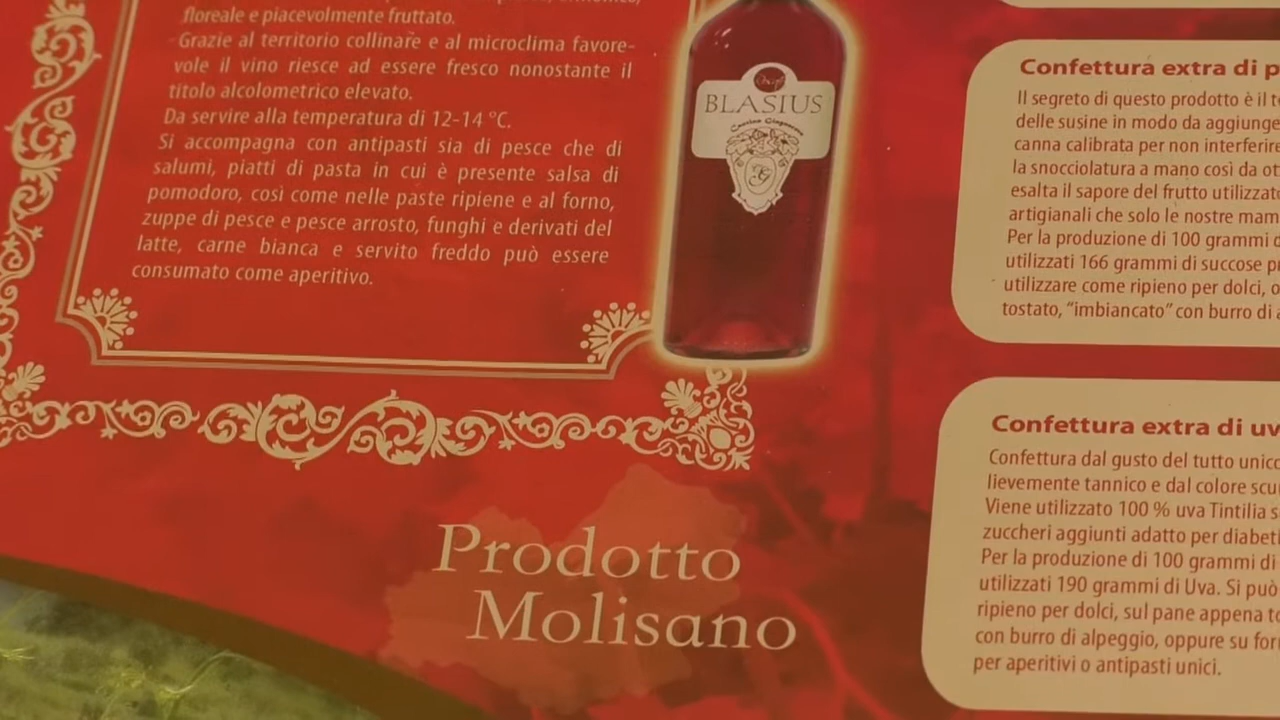 floreale e piacevolmente fruttato.
Grazie al territorio collinare e al microclima favore-
vole il vino riesce ad essere fresco nonostante il
titolo alcolometrico elevato.
Da servire alla temperatura di 12-14 °C.
Si accompagna con antipasti sia di pesce che di
salumi, piatti di pasta in cui è presente salsa di
pomodoro, così come nelle paste ripiene e al forno,
zuppe di pesce e pesce arrosto, funghi e derivati del
latte, carne bianca e servito freddo può essere
consumato come aperitivo.
BLASIUS
Prodotto
Molisano
Confettura extra di p
Il segreto di questo prodotto è il t
delle susine in modo da aggiunge
canna calibrata per non interferire
la snocciolatura a mano così da ot
esalta il sapore del frutto utilizzat
artigianali che solo le nostre mam
Per la produzione di 100 grammi
utilizzati 166 grammi di succose p
utilizzare come ripieno per dolci, o
tostato, “imbiancato” con burro di a
Confettura extra di uv
Confettura dal gusto del tutto unico
lievemente tannico e dal colore scu
Viene utilizzato 100 % uva Tintilia s
zuccheri aggiunti adatto per diabet
Per la produzione di 100 grammi di
utilizzati 190 grammi di Uva. Si può
ripieno per dolci, sul pane appena to
con burro di alpeggio, oppure su for
per aperitivi o antipasti unici.